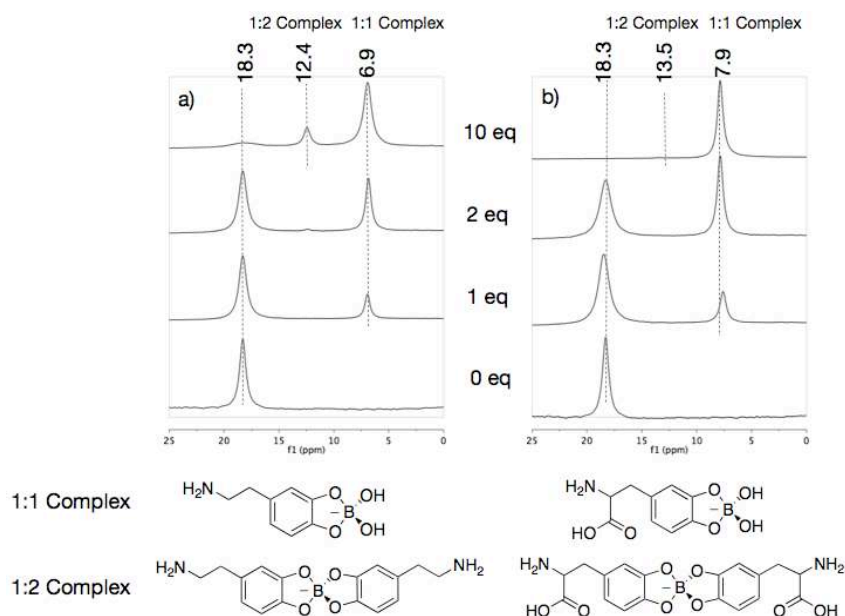 1:2 Complex 1:1 Complex 1:2 Complex 1:1 Complex
18.3 12.4 6.9 18.3 13.5 7.9
a) b)
10 eq
2 eq
1 eq
0 eq
25 20 15 10 5 0 25 20 15 10 5 0
f1 (ppm) f1 (ppm)
1:1 Complex H2N O O B OH OH − H2N HO O O O B OH OH −
1:2 Complex H2N O O B O O NH2 − H2N HO O O O B O O NH2 O OH −